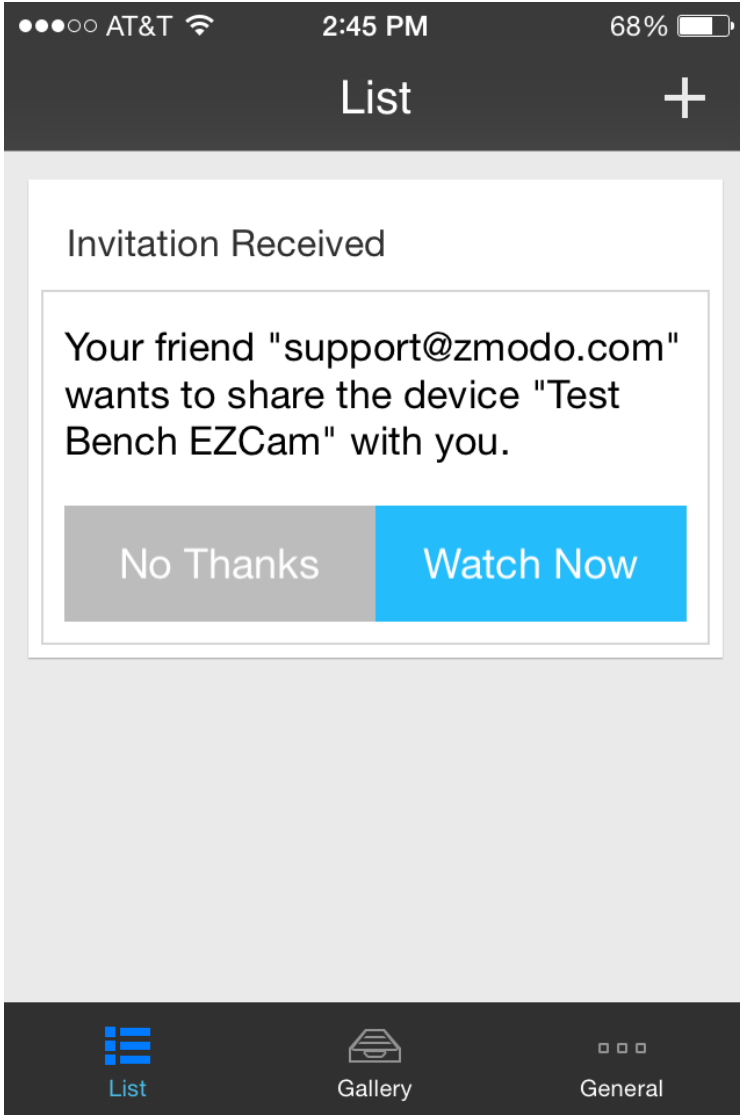 AT&T 2:45 PM 68%
List +
Invitation Received
Your friend "support@zmodo.com"
wants to share the device "Test
Bench EZCam" with you.
No Thanks Watch Now
List Gallery General